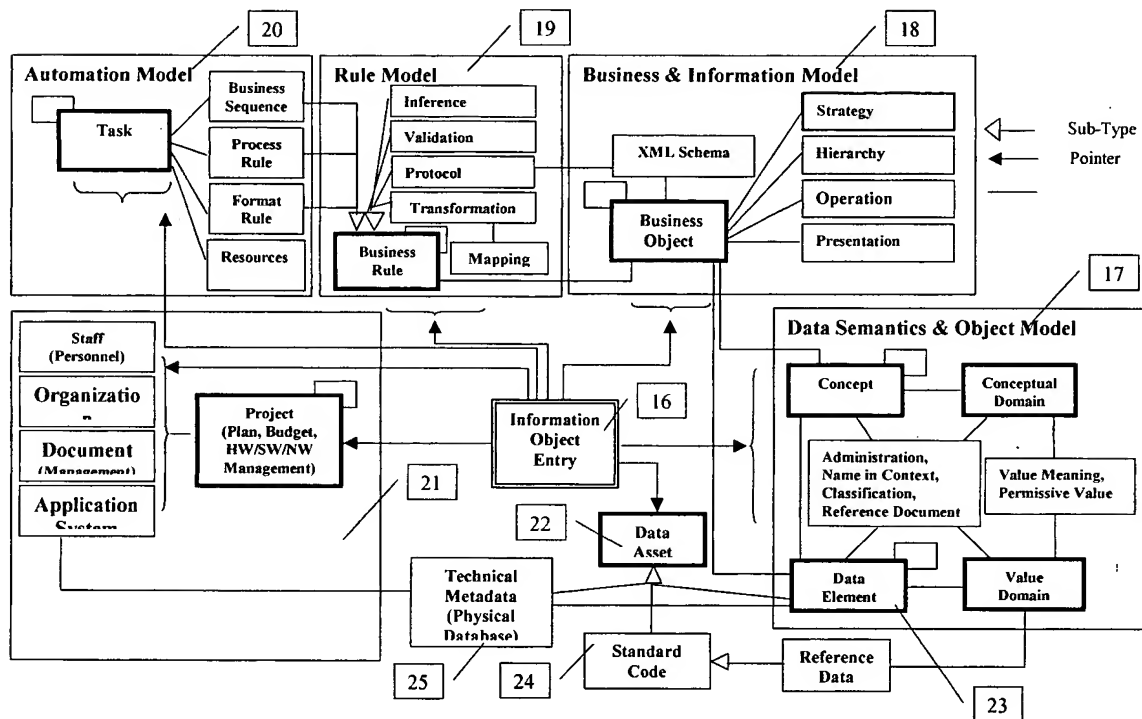 20
19
18
Automation Model
Business
Sequence
Task
Process
Rule
Format
Rule
Resources
Rule Model
Inference
Validation
Protocol
Transformation
Business
Rule
Mapping
Business & Information Model
Strategy
XML Schema
Hierarchy
Business
Object
Operation
Presentation
Sub-Type
Pointer
17
Staff
(Personnel)
Organization
Document
(Management)
Application
System
Project
(Plan, Budget,
HW/SW/NW
Management)
21
Information
Object
Entry
16
22
Data
Asset
Data Semantics & Object Model
Concept
Conceptual
Domain
Administration,
Name in Context,
Classification,
Reference Document
Value Meaning,
Permissive Value
Data
Element
Value
Domain
Technical
Metadata
(Physical
Database)
25
24
Standard
Code
Reference
Data
23